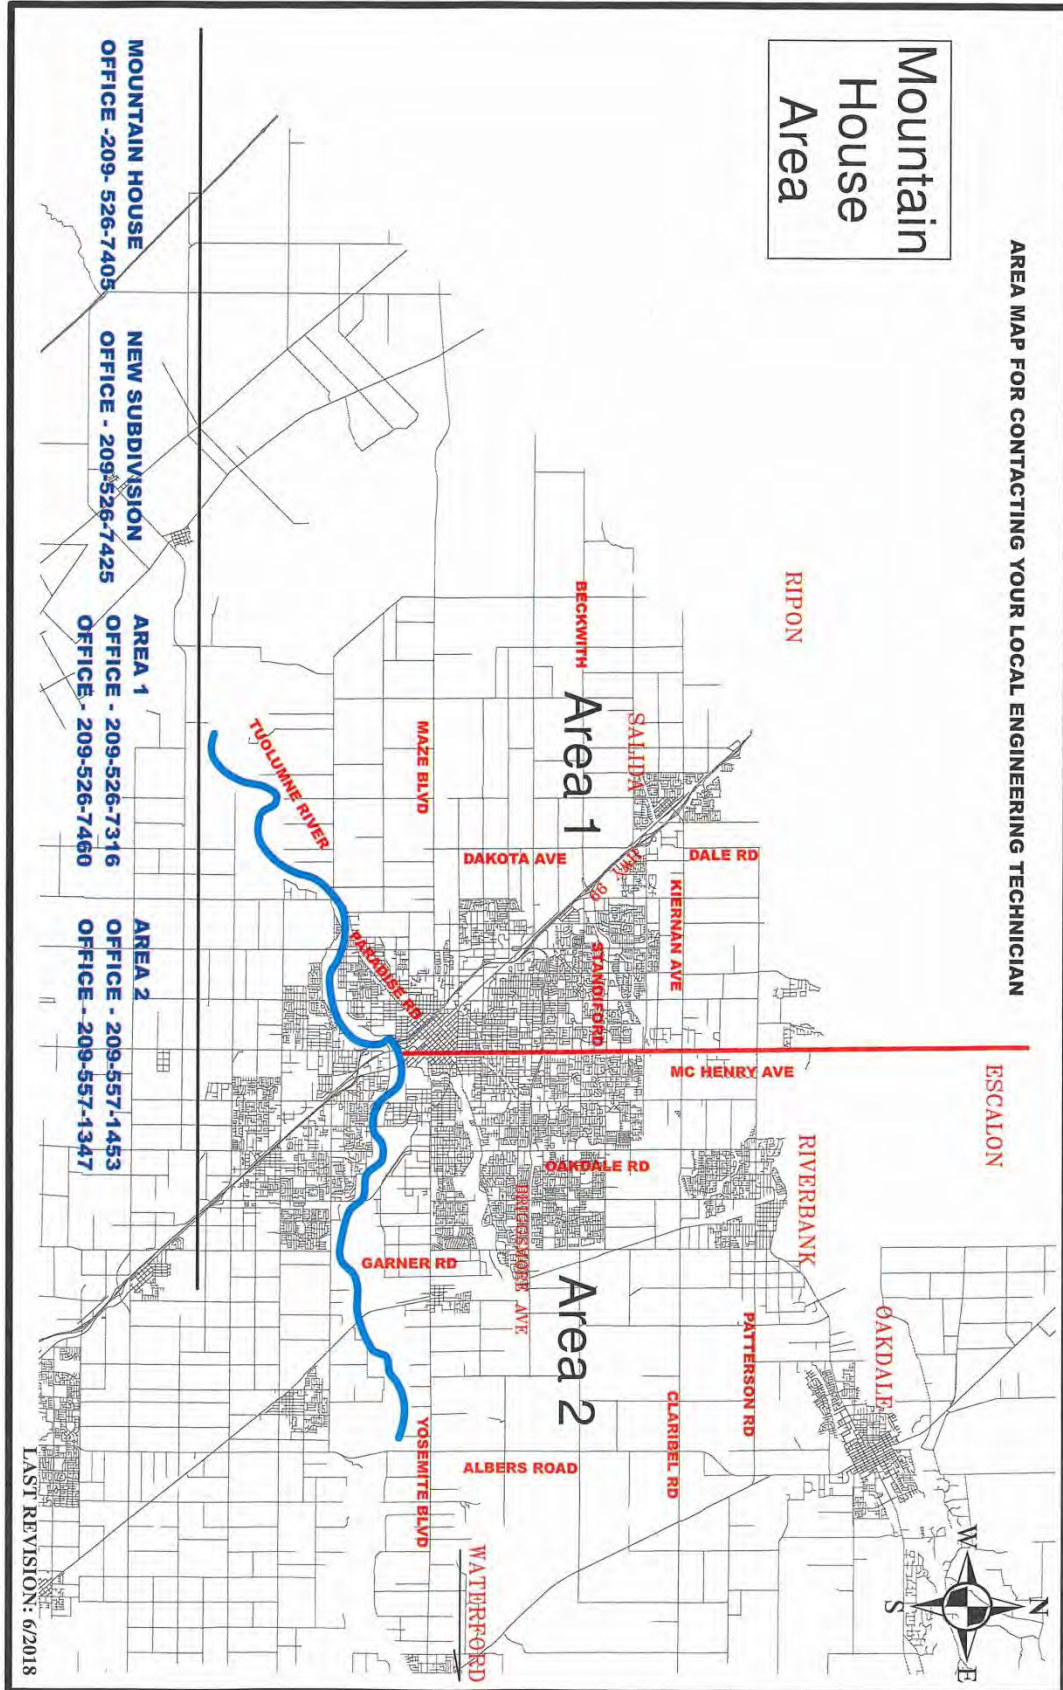 AREA MAP FOR CONTACTING YOUR LOCAL ENGINEERING TECHNICIAN
Mountain
House
Area
N
W
E
S
ESCALON
RIPON
RIVERBANK
OAKDALE
SALIDA
DALE RD
KIERNAN AVE
MC HENRY AVE
PATTERSON RD
CLARIBEL RD
HWY 99
BECKWITH
Area 1
STANDIFORD
OAKDALE RD
Area 2
DAKOTA AVE
BRIGGSMORE AVE
ALBERS ROAD
WATERFORD
MAZE BLVD
PARADISE RD
GARNER RD
YOSEMITE BLVD
TUOLUMNE RIVER
MOUNTAIN HOUSE
OFFICE -209- 526-7405
NEW SUBDIVISION
OFFICE - 209-526-7425
AREA 1
OFFICE - 209-526-7316
OFFICE - 209-526-7460
AREA 2
OFFICE - 209-557-1453
OFFICE - 209-557-1347
LAST REVISION: 6/2018